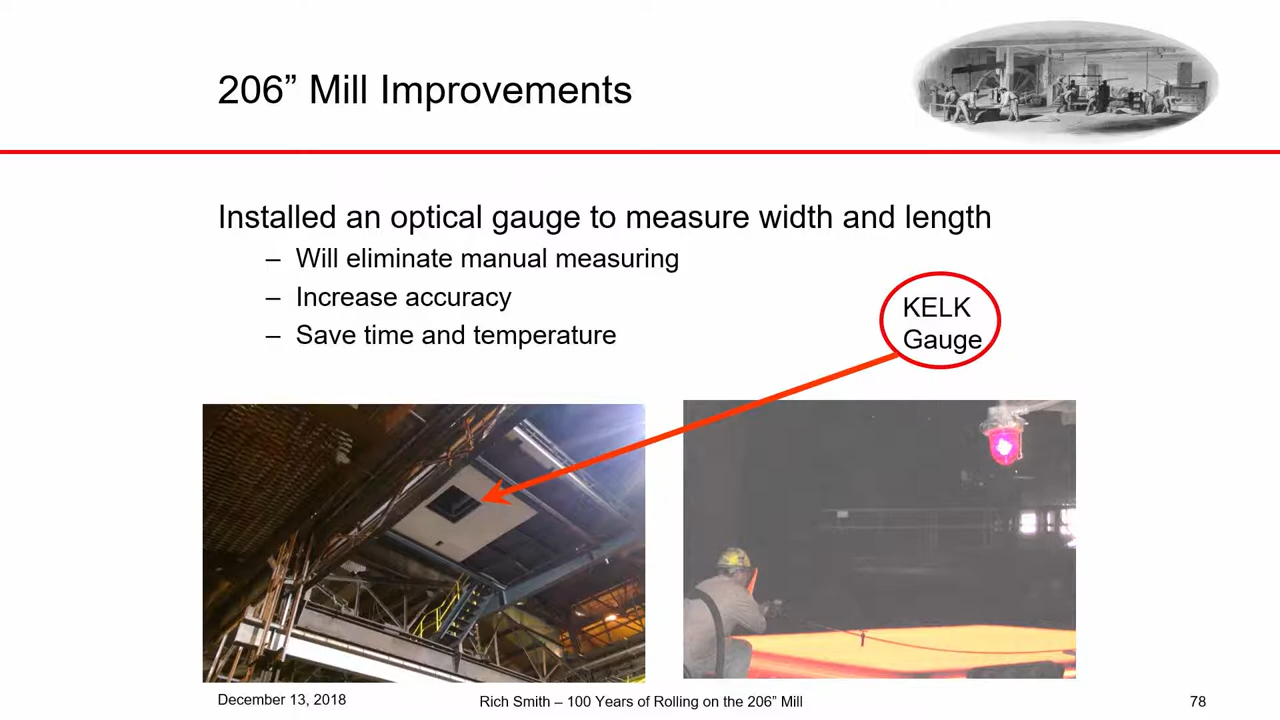 206” Mill Improvements
Installed an optical gauge to measure width and length
– Will eliminate manual measuring
– Increase accuracy
– Save time and temperature
KELK
Gauge
December 13, 2018
Rich Smith – 100 Years of Rolling on the 206” Mill
78